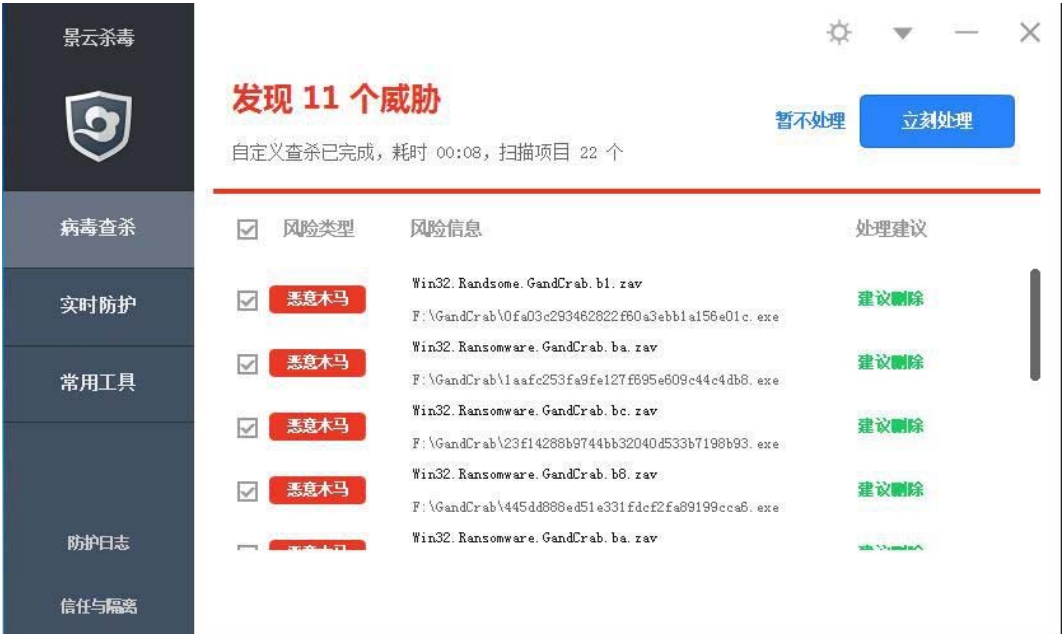 景云杀毒
病毒查杀
实时防护
常用工具
防护日志
信任与隔离
发现 11 个威胁
自定义查杀已完成，耗时 00:08，扫描项目 22 个
暂不处理
立刻处理
风险类型 风险信息 处理建议
恶意木马 Win32.Randsome.GandCrab.b1.zav 建议删除
F:\GandCrab\0fa03c293462822f60a3ebb1a156e01c.exe
恶意木马 Win32.Ransomware.GandCrab.ba.zav 建议删除
F:\GandCrab\1aafc253fa9fe127f695e609c44c4db8.exe
恶意木马 Win32.Ransomware.GandCrab.bc.zav 建议删除
F:\GandCrab\23f14288b9744bb32040d533b7198b93.exe
恶意木马 Win32.Ransomware.GandCrab.b8.zav 建议删除
F:\GandCrab\445dd888ed51e331fdcf2fa89199cca6.exe
Win32.Ransomware.GandCrab.ba.zav